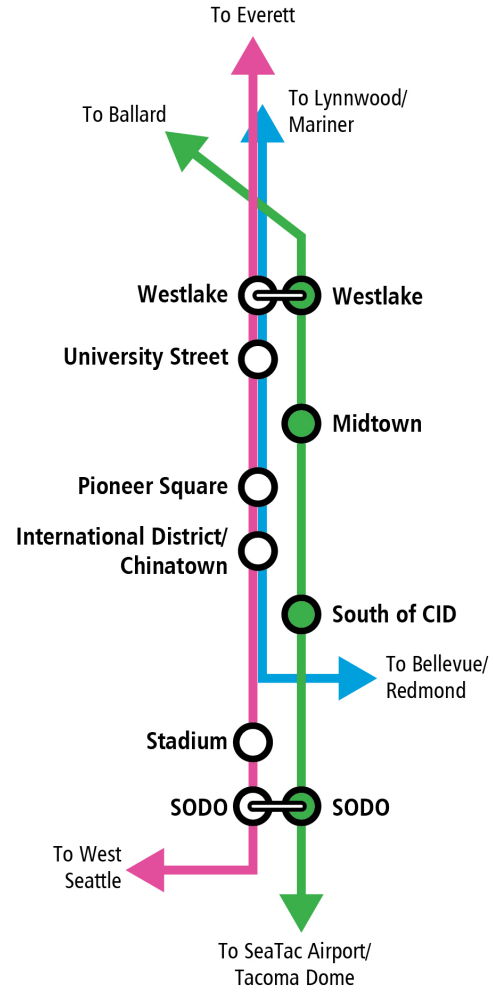 To Everett
To Lynnwood/
Mariner
To Ballard
Westlake
Westlake
University Street
Midtown
Pioneer Square
International District/
Chinatown
South of CID
To Bellevue/
Redmond
Stadium
SODO
SODO
To West
Seattle
To SeaTac Airport/
Tacoma Dome